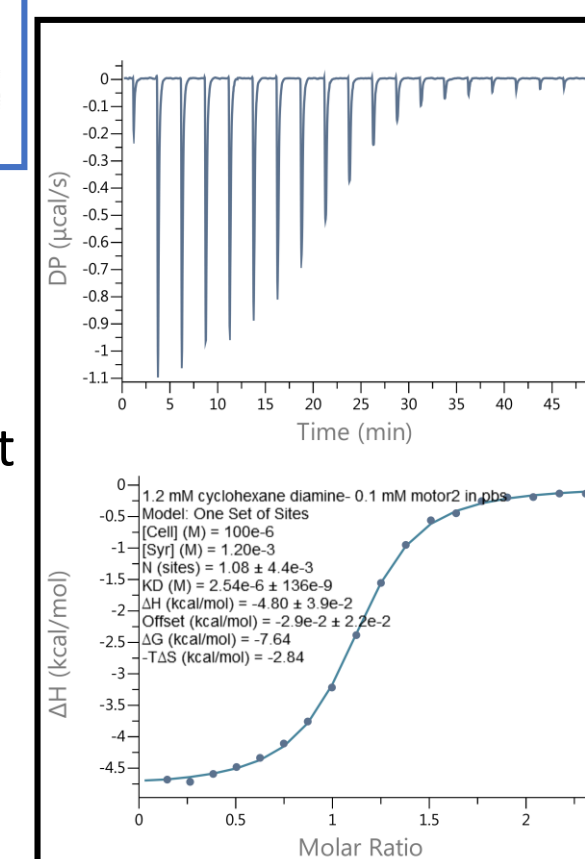 t
0
-0.1
-0.2
-0.3
-0.4
-0.5
-0.6
-0.7
-0.8
-0.9
-1
-1.1
DP (µcal/s)
0 5 10 15 20 25 30 35 40 45
Time (min)
0
-0.5
-1
-1.5
-2
-2.5
-3
-3.5
-4
-4.5
ΔH (kcal/mol)
1.2 mM cyclohexane diamine- 0.1 mM motor2 in pbs
Model: One Set of Sites
[Cell] (M) = 100e-6
[Syr] (M) = 1.20e-3
N (sites) = 1.08 ± 4.4e-3
KD (M) = 2.54e-6 ± 136e-9
ΔH (kcal/mol) = -4.80 ± 3.9e-2
Offset (kcal/mol) = -2.9e-2 ± 2.2e-2
ΔG (kcal/mol) = -7.64
-TΔS (kcal/mol) = -2.84
0 0.5 1 1.5 2
Molar Ratio